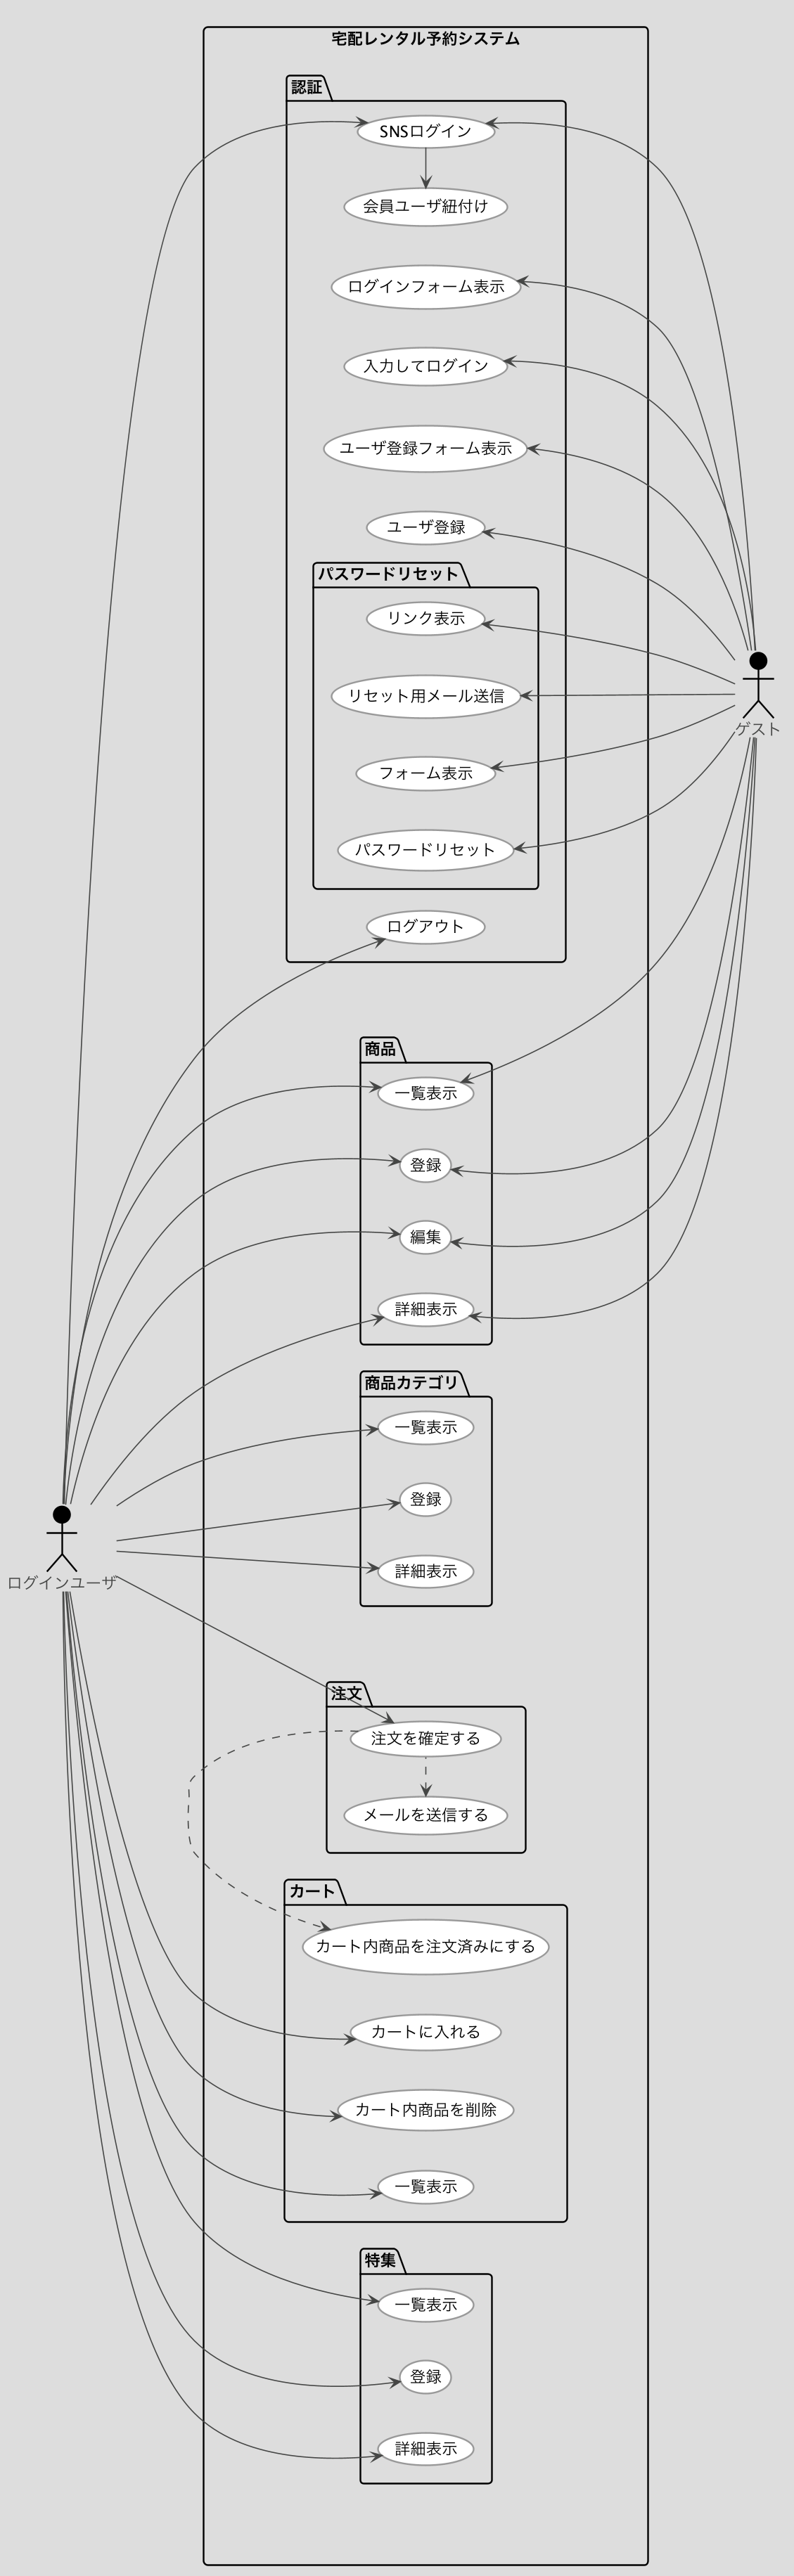 宅配レンタル予約システム
認証
SNSログイン
会員ユーザ紐付け
ログインフォーム表示
入力してログイン
ユーザ登録フォーム表示
ユーザ登録
パスワードリセット
リンク表示
リセット用メール送信
フォーム表示
パスワードリセット
ゲスト
ログアウト
商品
一覧表示
登録
編集
詳細表示
商品カテゴリ
一覧表示
登録
詳細表示
ログインユーザ
注文
注文を確定する
メールを送信する
カート
カート内商品を注文済みにする
カートに入れる
カート内商品を削除
一覧表示
特集
一覧表示
登録
詳細表示